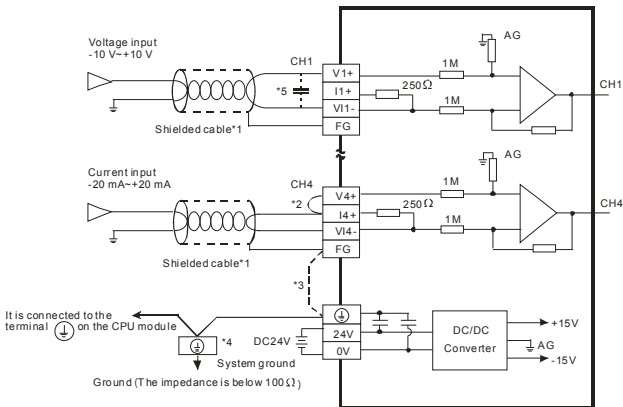 Voltage input
-10 V~+10 V
CH1
*5
Shielded cable*1
V1+
I1+
VI1-
FG
250Ω
1M
1M
AG
CH1
Current input
-20 mA~+20 mA
CH4
*2
Shielded cable*1
V4+
I4+
VI4-
FG
250Ω
1M
1M
AG
CH4
*3
It is connected to the
terminal on the CPU module
*4
System ground
Ground (The impedance is below 100Ω)
DC24V
24V
0V
DC/DC
Converter
+15V
AG
-15V